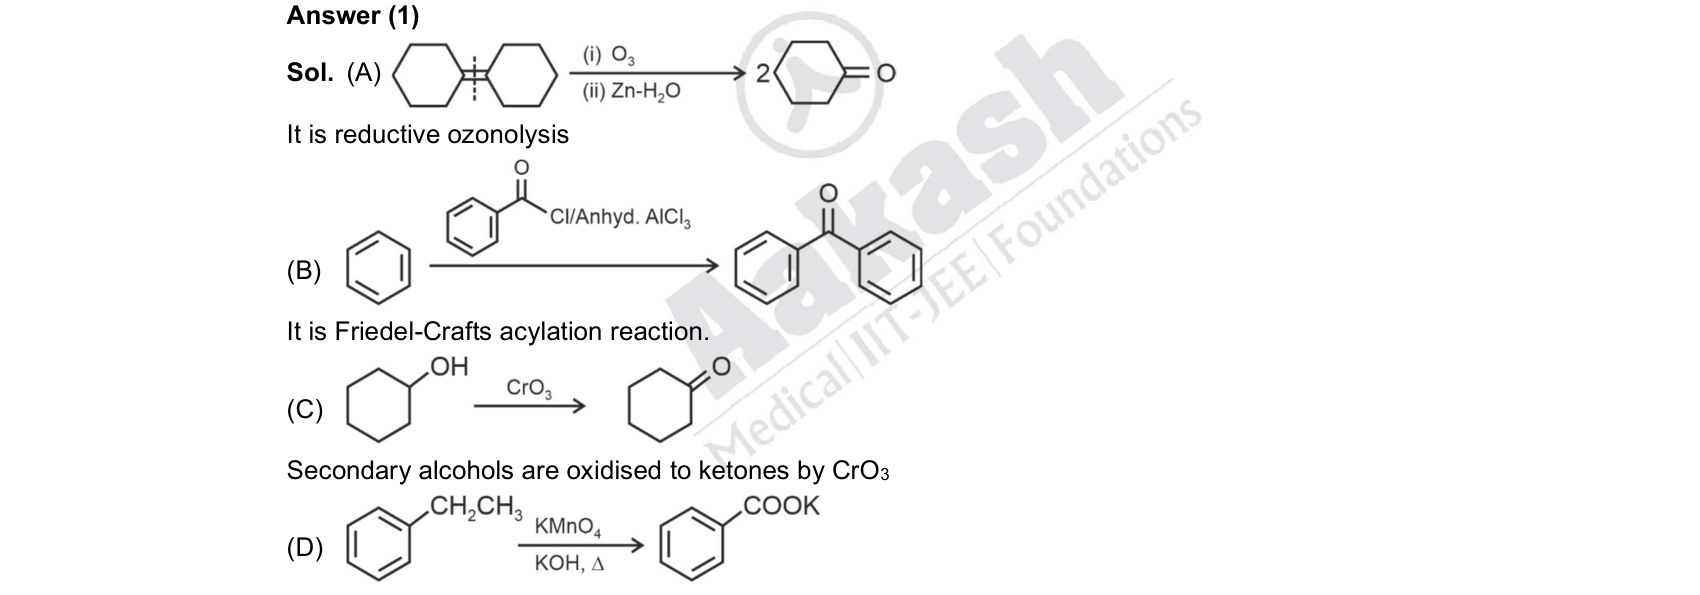 Answer (1)
Sol. (A) (i) O₃
(ii) Zn-H₂O
2 O
It is reductive ozonolysis
O
Cl/Anhyd. AlCl₃
O
(B)
It is Friedel-Crafts acylation reaction.
OH
CrO₃
O
(C)
Secondary alcohols are oxidised to ketones by CrO₃
CH₂CH₃
KMnO₄
COOK
(D)
KOH, Δ
Aakash
Medical|IIT-JEE|Foundations